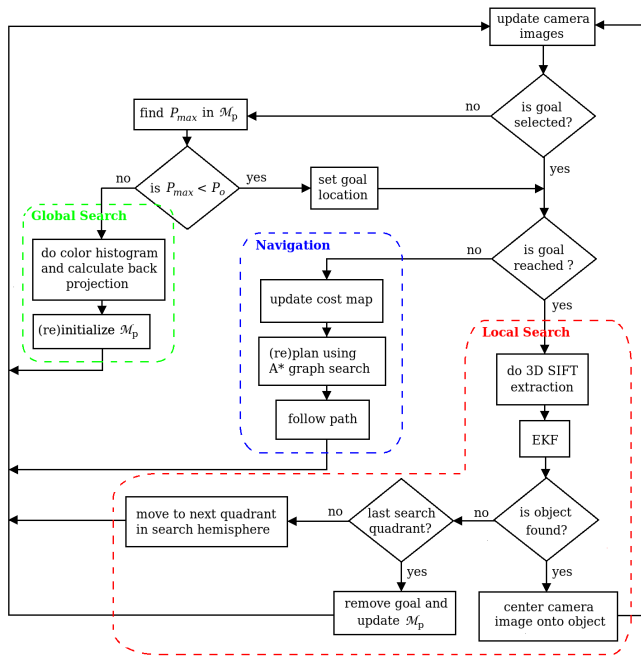 update camera
images
is goal
selected?
no
yes
find P_max in ℳ_p
is P_max < P_o
no
yes
set goal
location
Global Search
do color histogram
and calculate back
projection
(re)initialize ℳ_p
Navigation
is goal
reached ?
no
yes
update cost map
(re)plan using
A* graph search
follow path
Local Search
do 3D SIFT
extraction
EKF
is object
found?
no
yes
last search
quadrant?
no
yes
move to next quadrant
in search hemisphere
remove goal and
update ℳ_p
center camera
image onto object